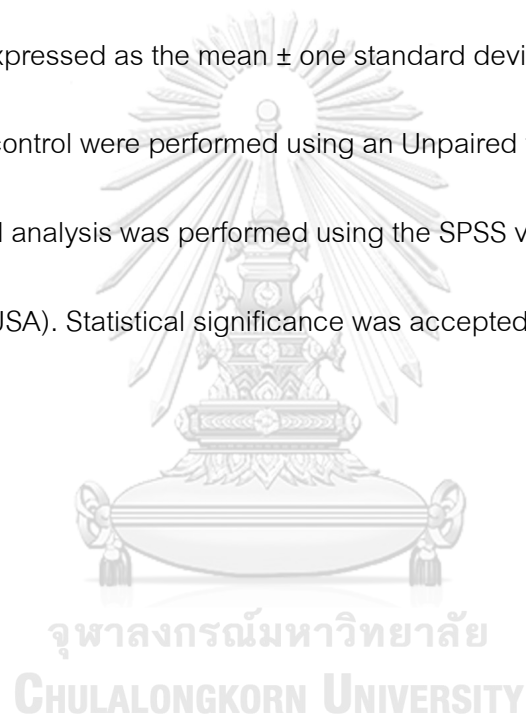 xpressed as the mean ± one standard devi
control were performed using an Unpaired
l analysis was performed using the SPSS v
USA). Statistical significance was accepted
จุฬาลงกรณ์มหาวิทยาลัย
CHULALONGKORN UNIVERSITY